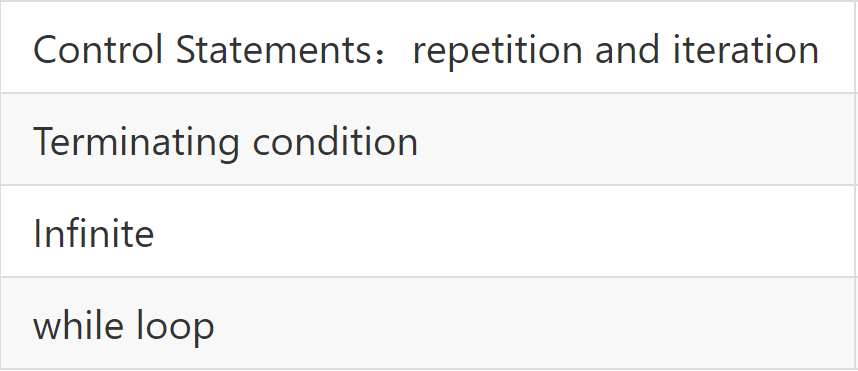 Control Statements：repetition and iteration
Terminating condition
Infinite
while loop